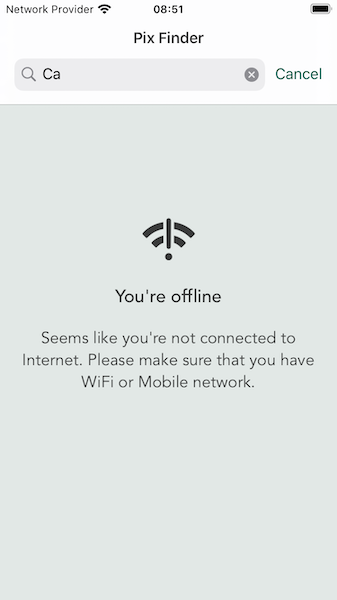 Network Provider 08:51
Pix Finder
Ca Cancel
You're offline
Seems like you're not connected to
Internet. Please make sure that you have
WiFi or Mobile network.